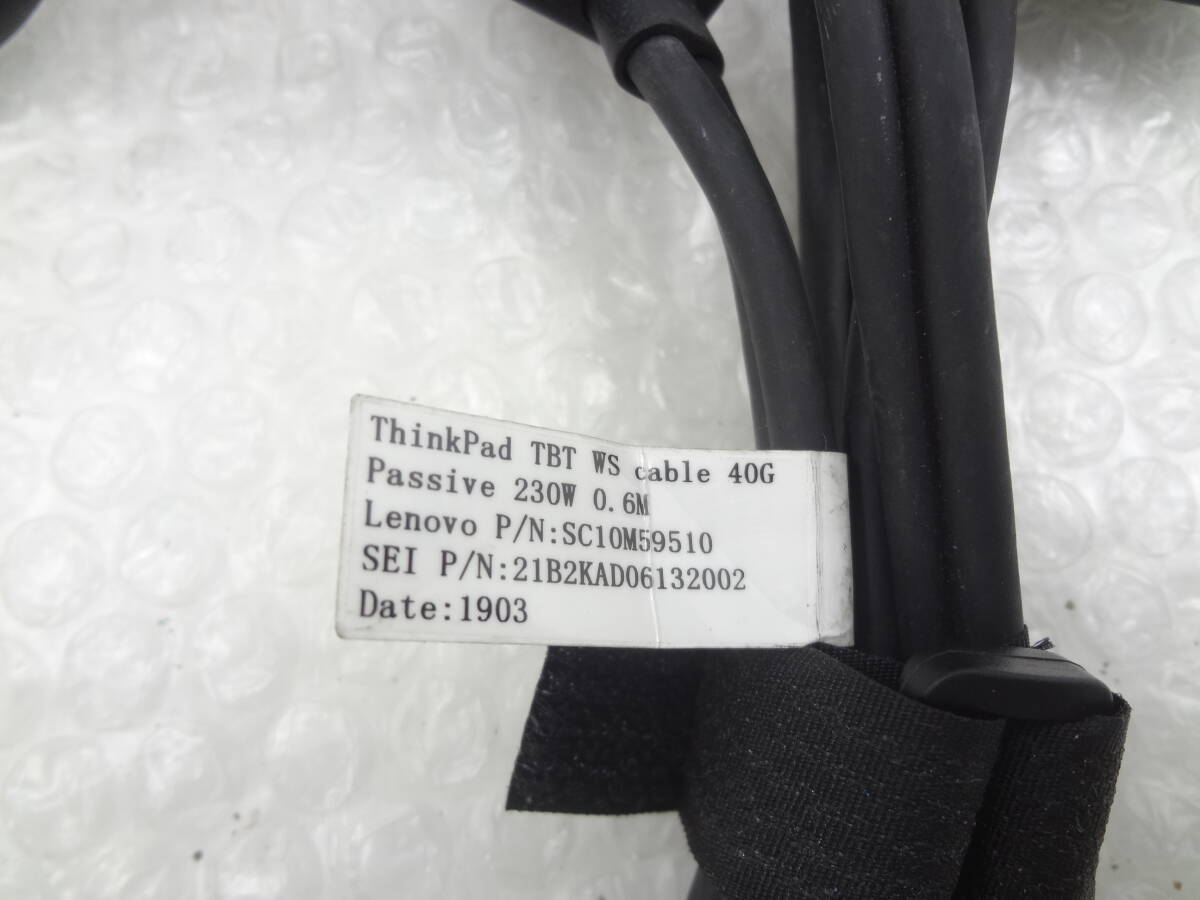 ThinkPad TBT WS cable 40G
Passive 230W 0.6M
Lenovo P/N:SC10M59510
SEI P/N:21B2KAD06132002
Date:1903